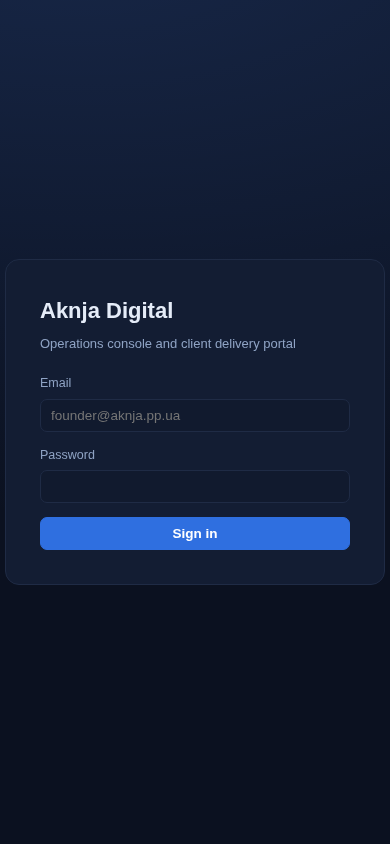 Aknja Digital
Operations console and client delivery portal
Email
founder@aknja.pp.ua
Password
Sign in